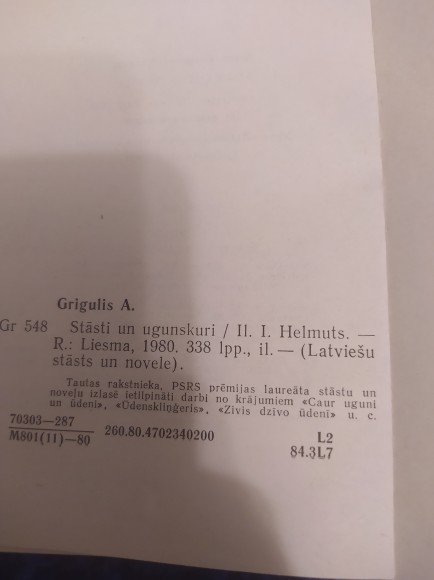 Grigulis A.
Gr 548 Stāsti un ugunskuri / Il. I. Helmuts. —
R.: Liesma, 1980. 338 lpp., il. — (Latviešu
stāsts un novele).
Tautas rakstnieka, PSRS prēmijas laureāta stāstu un
noveļu izlasē ietilpināti darbi no krājumiem «Caur uguni
un ūdeni», «Ūdenskliņģeris», «Zivis dzīvo ūdenī» u. c.
70303—287
M801(11)—80
260.80.4702340200
L2
84.3L7